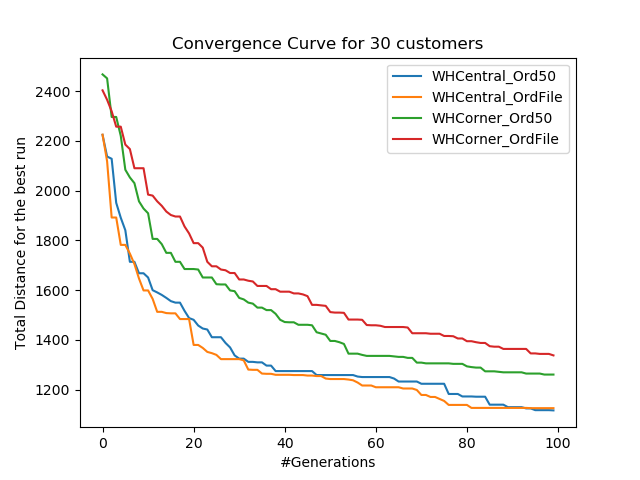 Convergence Curve for 30 customers
WHCentral_Ord50
WHCentral_OrdFile
WHCorner_Ord50
WHCorner_OrdFile
Total Distance for the best run
2400
2200
2000
1800
1600
1400
1200
0 20 40 60 80 100
#Generations